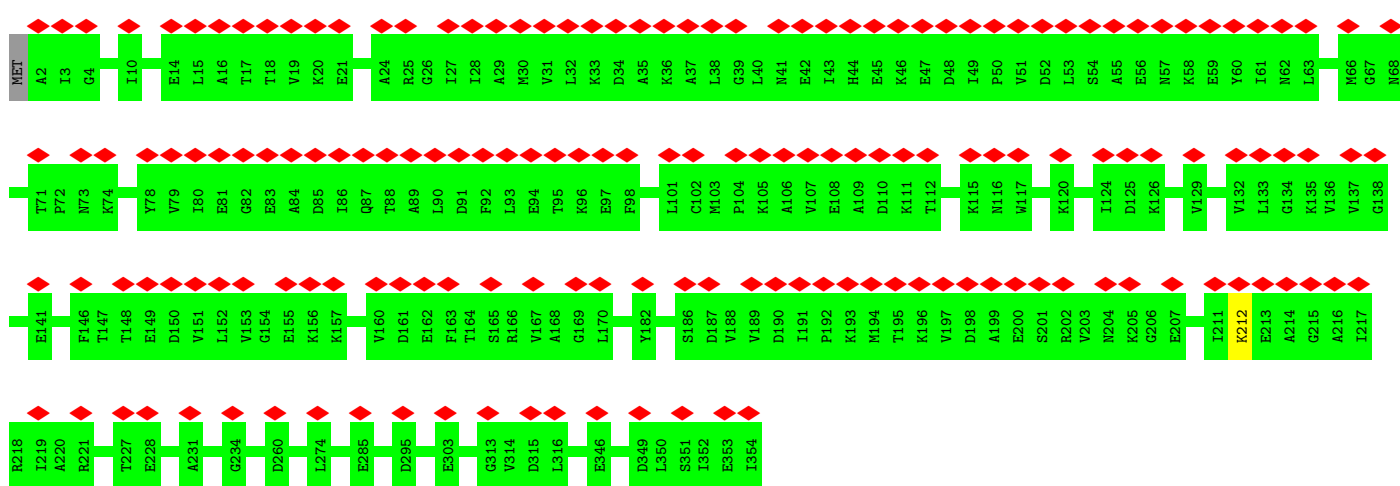 MET A2 I3 G4 I10 E14 L15 A16 T17 T18 V19 K20 E21 A24 R25 G26 I27 I28 A29 M30 V31 L32 K33 D34 A35 K36 A37 L38 G39 L40 N41 E42 I43 H44 E45 K46 E47 D48 I49 P50 V51 D52 L53 S54 A55 E56 N57 K58 E59 Y60 I61 N62 L63 M66 G67 N68
T71 P72 N73 K74 Y78 V79 I80 E81 G82 E83 A84 D85 I86 Q87 T88 A89 L90 D91 F92 L93 E94 T95 K96 E97 F98 L101 C102 M103 P104 K105 A106 V107 E108 A109 D110 K111 T112 K115 N116 W117 K120 I124 D125 K126 V129 V132 L133 G134 K135 V136 V137 G138
E141 F146 T147 T148 E149 D150 V151 L152 V153 G154 E155 K156 K157 V160 D161 E162 F163 T164 S165 R166 V167 A168 G169 L170 Y182 S186 D187 V188 V189 D190 I191 P192 K193 M194 T195 K196 V197 D198 A199 E200 S201 R202 V203 N204 K205 G206 E207 I211 K212 E213 A214 G215 A216 I217
R218 I219 A220 R221 T227 E228 A231 G234 D260 L274 E285 D295 E303 G313 V314 D315 L316 E346 D349 L350 S351 I352 E353 I354